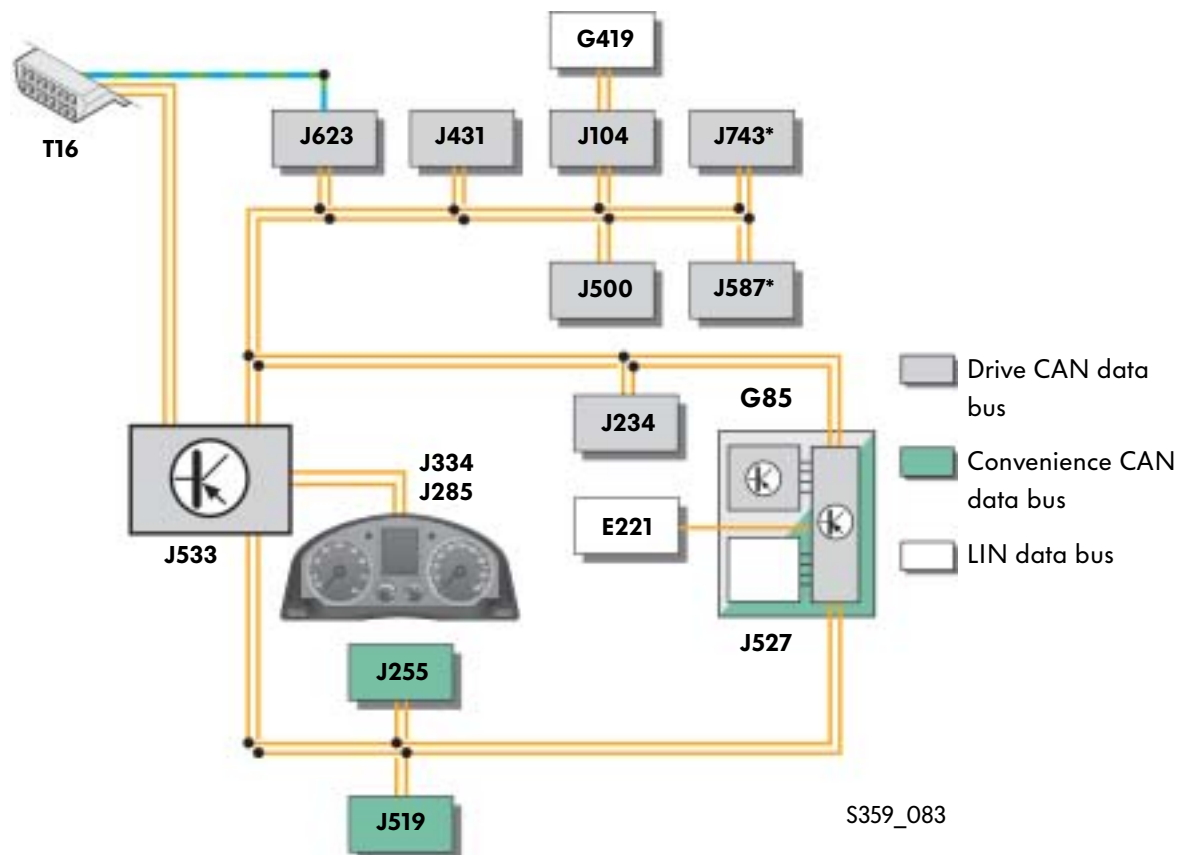 G419
T16
J623
J431
J104
J743*
J500
J587*
J234
G85
Drive CAN data
bus
J334
J285
Convenience CAN
data bus
E221
J533
LIN data bus
J527
J255
J519
S359_083